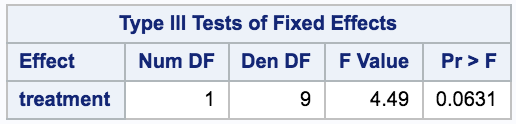 Type III Tests of Fixed Effects
Effect Num DF Den DF F Value Pr > F
treatment 1 9 4.49 0.0631